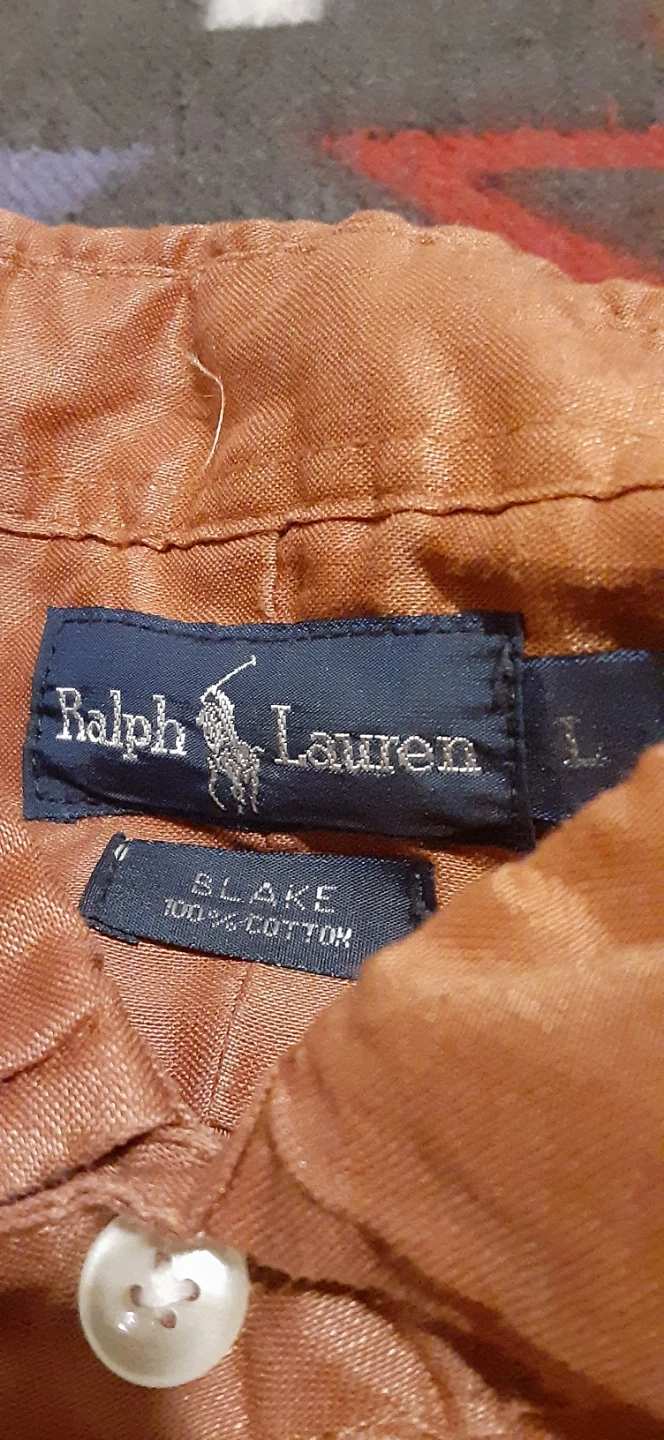 Ralph Lauren
L
BLAKE
100% COTTON